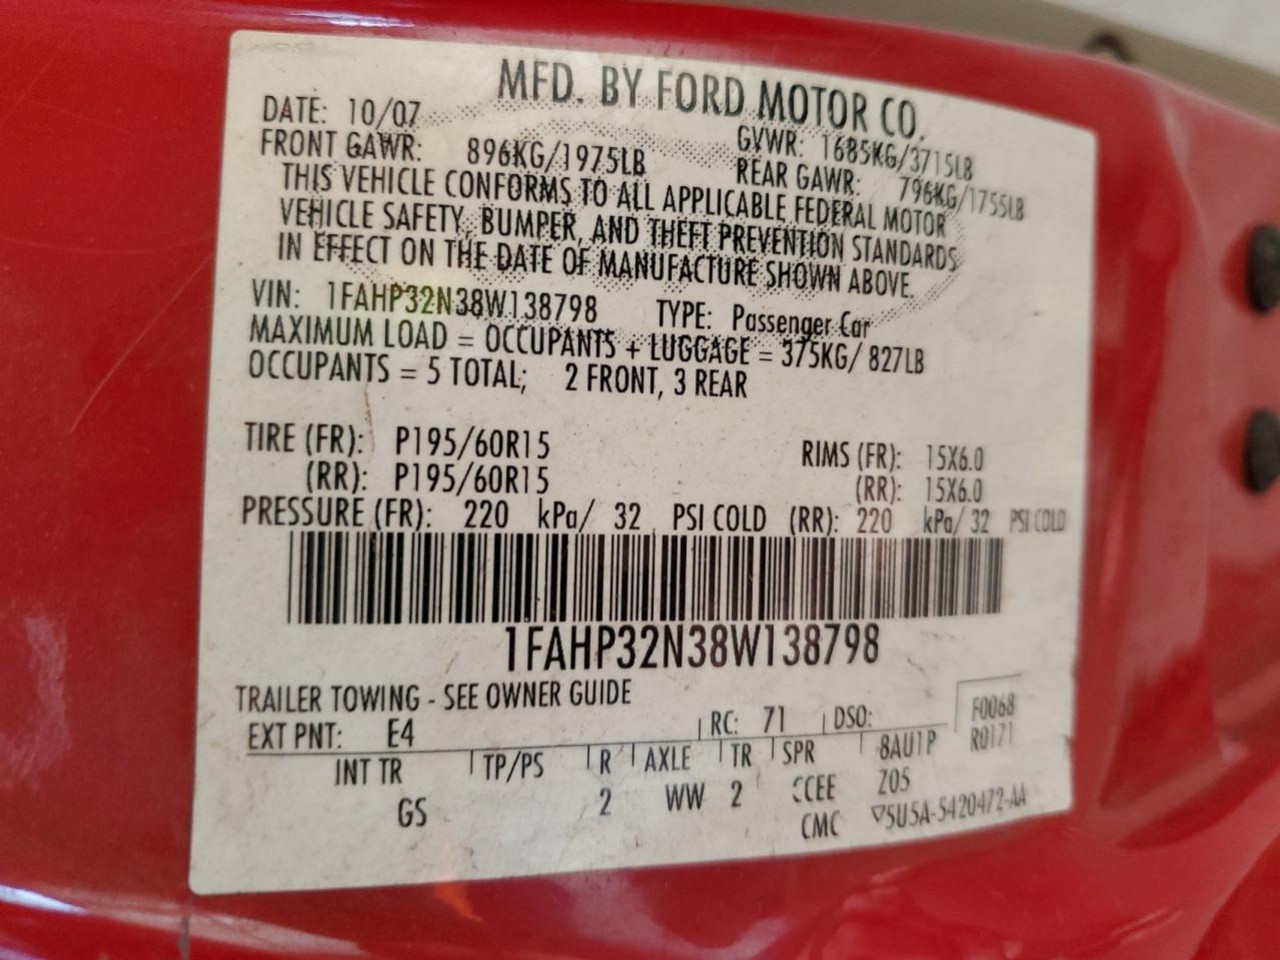 MFD. BY FORD MOTOR CO.
DATE: 10/07 GVWR: 1685KG/3715LB
FRONT GAWR: 896KG/1975LB REAR GAWR: 796KG/1755LB
THIS VEHICLE CONFORMS TO ALL APPLICABLE FEDERAL MOTOR
VEHICLE SAFETY, BUMPER, AND THEFT PREVENTION STANDARDS
IN EFFECT ON THE DATE OF MANUFACTURE SHOWN ABOVE.
VIN: 1FAHP32N38W138798 TYPE: Passenger Car
MAXIMUM LOAD = OCCUPANTS + LUGGAGE = 375KG/ 827LB
OCCUPANTS = 5 TOTAL; 2 FRONT, 3 REAR
TIRE (FR): P195/60R15 RIMS (FR): 15X6.0
(RR): P195/60R15 (RR): 15X6.0
PRESSURE (FR): 220 kPa/ 32 PSI COLD (RR): 220 kPa/ 32 PSI COLD
1FAHP32N38W138798
TRAILER TOWING - SEE OWNER GUIDE
EXT PNT: E4 RC: 71 DSO: F0068
R0171
INT TR TP/PS R AXLE TR SPR 8AU1P
GS 2 WW 2 CCEE Z05
CMC ▽5U5A-5420472-AA